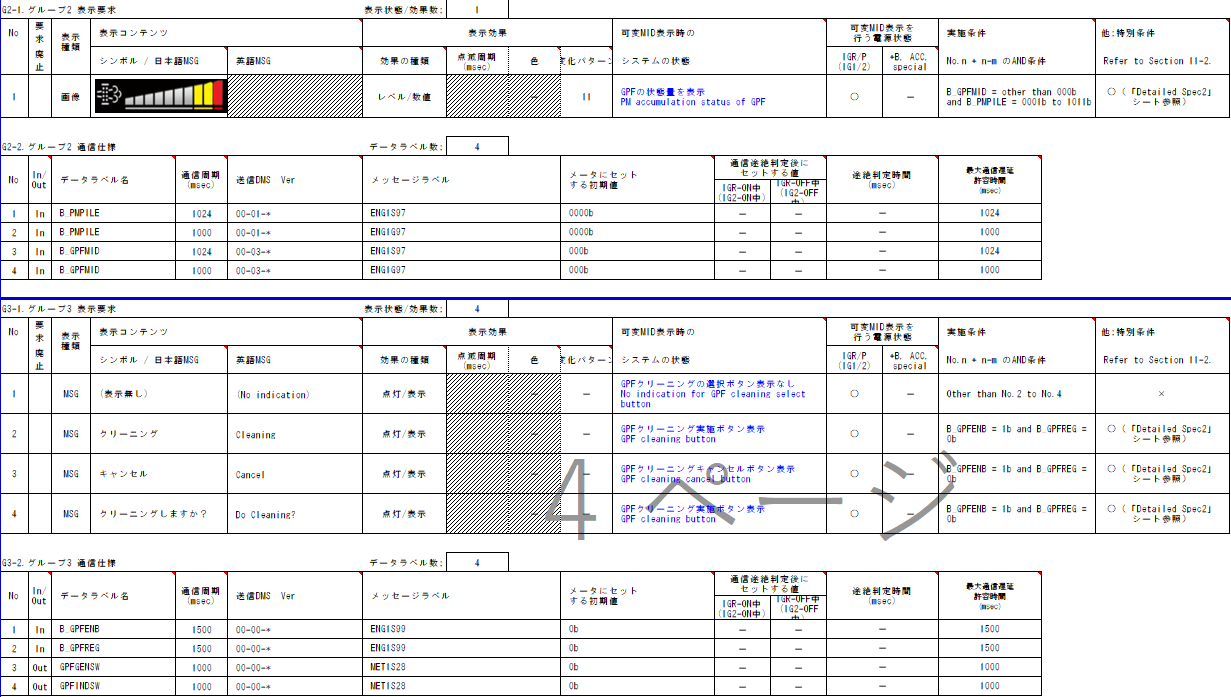 G2-1. グループ2 表示要求 表示状態/効果数: 1
No 要求廃止 表示種類 表示コンテンツ 表示効果 可変MID表示時の 可変MID表示を行う電源状態 実施条件 他:特別条件
シンボル / 日本語MSG 英語MSG 効果の種類 点滅周期(msec) 色 変化パターン システムの状態 IGR/P (IG1/2) +B, ACC, special No.n + n-m のAND条件 Refer to Section II-2.
1 画像 レベル/数値 － 11 GPFの状態量を表示 ○ － B_GPFMID = other than 000b ○ (「Detailed Spec2」
PM accumulation status of GPF and B_PMPILE = 0001b to 1011b シート参照)
G2-2. グループ2 通信仕様 データラベル数: 4
No In/Out データラベル名 通信周期(msec) 送信DMS Ver メッセージラベル メータにセットする初期値 通信途絶判定後にセットする値 途絶判定時間(msec) 最大通信遅延許容時間(msec)
IGR-ON中 (IG2-ON中) IGR-OFF中 (IG2-OFF中)
1 In B_PMPILE 1024 00-01-* ENG1S97 0000b － － － 1024
2 In B_PMPILE 1000 00-01-* ENG1G97 0000b － － － 1000
3 In B_GPFMID 1024 00-03-* ENG1S97 000b － － － 1024
4 In B_GPFMID 1000 00-03-* ENG1G97 000b － － － 1000
G3-1. グループ3 表示要求 表示状態/効果数: 4
No 要求廃止 表示種類 表示コンテンツ 表示効果 可変MID表示時の 可変MID表示を行う電源状態 実施条件 他:特別条件
シンボル / 日本語MSG 英語MSG 効果の種類 点滅周期(msec) 色 変化パターン システムの状態 IGR/P (IG1/2) +B, ACC, special No.n + n-m のAND条件 Refer to Section II-2.
1 MSG (表示無し) (No indication) 点灯/表示 － － GPFクリーニングの選択ボタン表示なし ○ － Other than No.2 to No.4 ×
No indication for GPF cleaning select
button
2 MSG クリーニング Cleaning 点灯/表示 － － GPFクリーニング実施ボタン表示 ○ － B_GPFENB = 1b and B_GPFREG = ○ (「Detailed Spec2」
GPF cleaning button 0b シート参照)
3 MSG キャンセル Cancel 点灯/表示 － － GPFクリーニングキャンセルボタン表示 ○ － B_GPFENB = 1b and B_GPFREG = ○ (「Detailed Spec2」
GPF cleaning cancel button 0b シート参照)
4 MSG クリーニングしますか? Do Cleaning? 点灯/表示 － － GPFクリーニング実施ボタン表示 ○ － B_GPFENB = 1b and B_GPFREG = ○ (「Detailed Spec2」
GPF cleaning button 0b シート参照)
4 ページ
G3-2. グループ3 通信仕様 データラベル数: 4
No In/Out データラベル名 通信周期(msec) 送信DMS Ver メッセージラベル メータにセットする初期値 通信途絶判定後にセットする値 途絶判定時間(msec) 最大通信遅延許容時間(msec)
IGR-ON中 (IG2-ON中) IGR-OFF中 (IG2-OFF中)
1 In B_GPFENB 1500 00-00-* ENG1S99 0b － － － 1500
2 In B_GPFREG 1500 00-00-* ENG1S99 0b － － － 1500
3 Out GPFGENSW 1000 00-00-* MET1S28 0b － － － 1000
4 Out GPFINDSW 1000 00-00-* MET1S28 0b － － － 1000